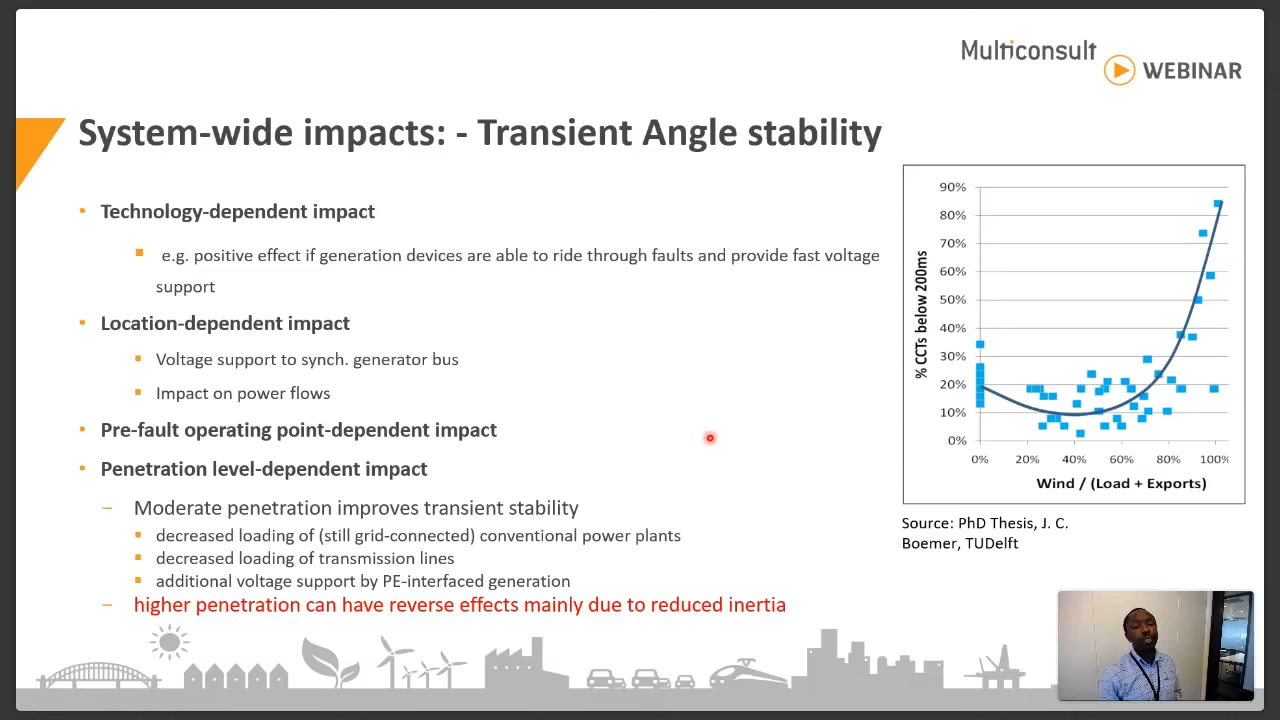 Multiconsult
WEBINAR
System-wide impacts: - Transient Angle stability
• Technology-dependent impact
▪ e.g. positive effect if generation devices are able to ride through faults and provide fast voltage
support
• Location-dependent impact
▪ Voltage support to synch. generator bus
▪ Impact on power flows
• Pre-fault operating point-dependent impact
• Penetration level-dependent impact
– Moderate penetration improves transient stability
▪ decreased loading of (still grid-connected) conventional power plants
▪ decreased loading of transmission lines
▪ additional voltage support by PE-interfaced generation
– higher penetration can have reverse effects mainly due to reduced inertia
% CCTs below 200ms
90%
80%
70%
60%
50%
40%
30%
20%
10%
0%
0% 20% 40% 60% 80% 100%
Wind / (Load + Exports)
Source: PhD Thesis, J. C.
Boemer, TUDelft